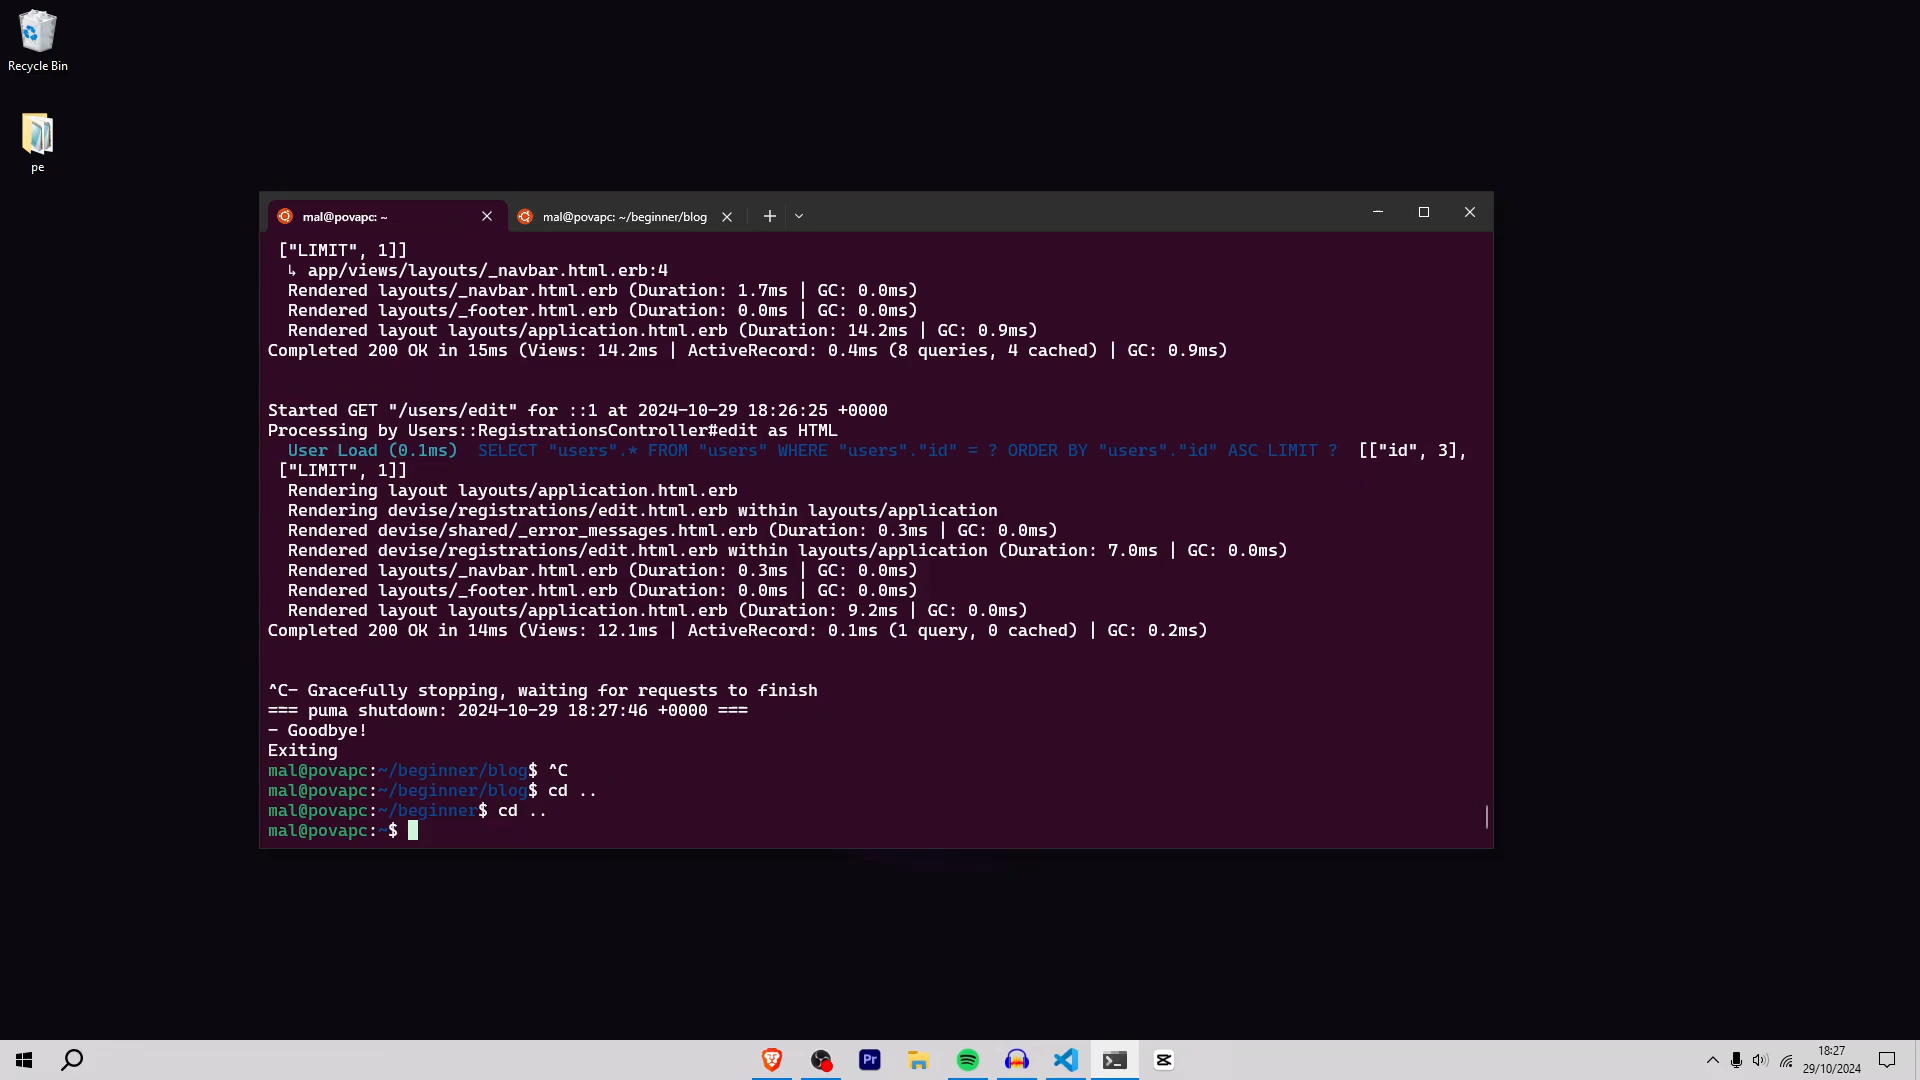 Recycle Bin
pe
mal@povapc: ~
mal@povapc: ~/beginner/blog
["LIMIT", 1]]
↳ app/views/layouts/_navbar.html.erb:4
Rendered layouts/_navbar.html.erb (Duration: 1.7ms | GC: 0.0ms)
Rendered layouts/_footer.html.erb (Duration: 0.0ms | GC: 0.0ms)
Rendered layout layouts/application.html.erb (Duration: 14.2ms | GC: 0.9ms)
Completed 200 OK in 15ms (Views: 14.2ms | ActiveRecord: 0.4ms (8 queries, 4 cached) | GC: 0.9ms)
Started GET "/users/edit" for ::1 at 2024-10-29 18:26:25 +0000
Processing by Users::RegistrationsController#edit as HTML
User Load (0.1ms)  SELECT "users".* FROM "users" WHERE "users"."id" = ? ORDER BY "users"."id" ASC LIMIT ?  [["id", 3],
["LIMIT", 1]]
Rendering layout layouts/application.html.erb
Rendering devise/registrations/edit.html.erb within layouts/application
Rendered devise/shared/_error_messages.html.erb (Duration: 0.3ms | GC: 0.0ms)
Rendered devise/registrations/edit.html.erb within layouts/application (Duration: 7.0ms | GC: 0.0ms)
Rendered layouts/_navbar.html.erb (Duration: 0.3ms | GC: 0.0ms)
Rendered layouts/_footer.html.erb (Duration: 0.0ms | GC: 0.0ms)
Rendered layout layouts/application.html.erb (Duration: 9.2ms | GC: 0.0ms)
Completed 200 OK in 14ms (Views: 12.1ms | ActiveRecord: 0.1ms (1 query, 0 cached) | GC: 0.2ms)
^C- Gracefully stopping, waiting for requests to finish
=== puma shutdown: 2024-10-29 18:27:46 +0000 ===
- Goodbye!
Exiting
mal@povapc:~/beginner/blog$ ^C
mal@povapc:~/beginner/blog$ cd ..
mal@povapc:~/beginner$ cd ..
mal@povapc:~$
Pr
18:27
29/10/2024